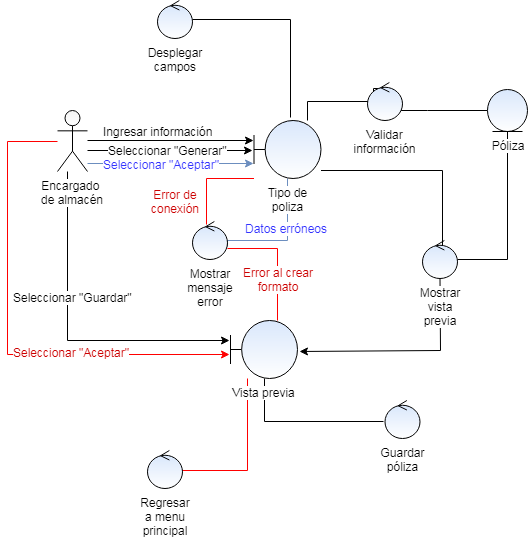 Desplegar
campos
Ingresar información
Seleccionar "Generar"
Seleccionar "Aceptar"
Validar
información
Póliza
Encargado
de almacén
Error de
conexión
Tipo de
poliza
Datos erróneos
Mostrar
mensaje
error
Error al crear
formato
Mostrar
vista
previa
Seleccionar "Guardar"
Seleccionar "Aceptar"
Vista previa
Guardar
póliza
Regresar
a menu
principal